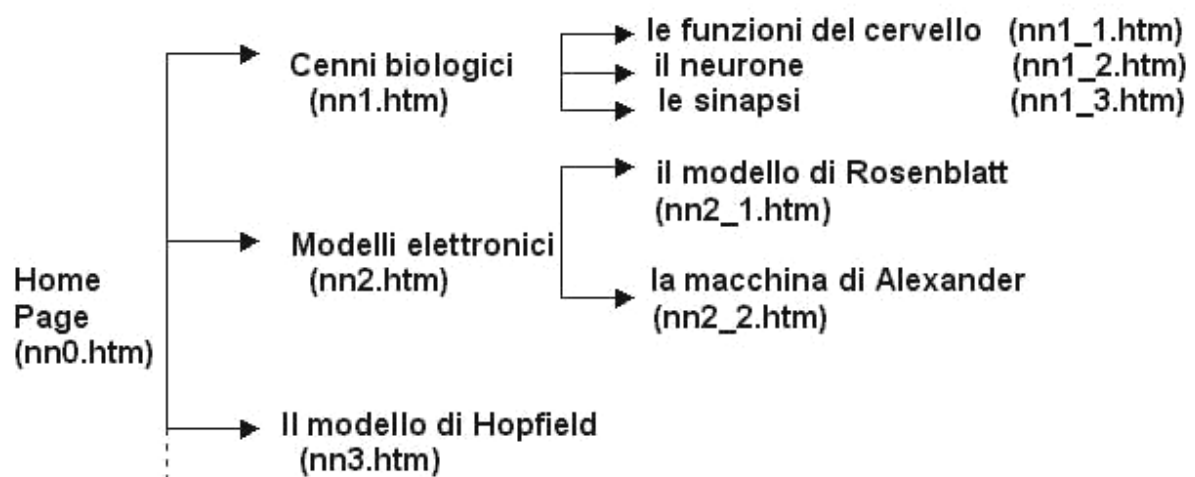 Home
Page
(nn0.htm)
Cenni biologici
(nn1.htm)
le funzioni del cervello (nn1_1.htm)
il neurone (nn1_2.htm)
le sinapsi (nn1_3.htm)
Modelli elettronici
(nn2.htm)
il modello di Rosenblatt
(nn2_1.htm)
la macchina di Alexander
(nn2_2.htm)
Il modello di Hopfield
(nn3.htm)